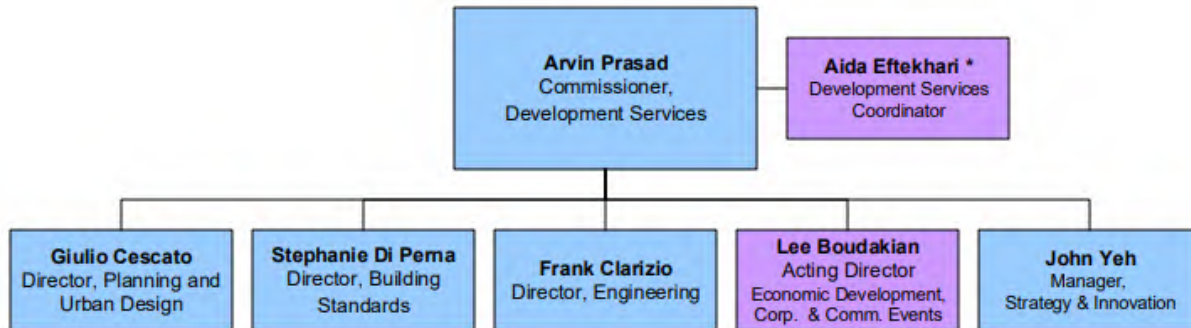 Arvin Prasad
Commissioner,
Development Services
Aida Eftekhari *
Development Services
Coordinator
Giulio Cescato
Director, Planning and
Urban Design
Stephanie Di Perna
Director, Building
Standards
Frank Clarizio
Director, Engineering
Lee Boudakian
Acting Director
Economic Development,
Corp. & Comm. Events
John Yeh
Manager,
Strategy & Innovation